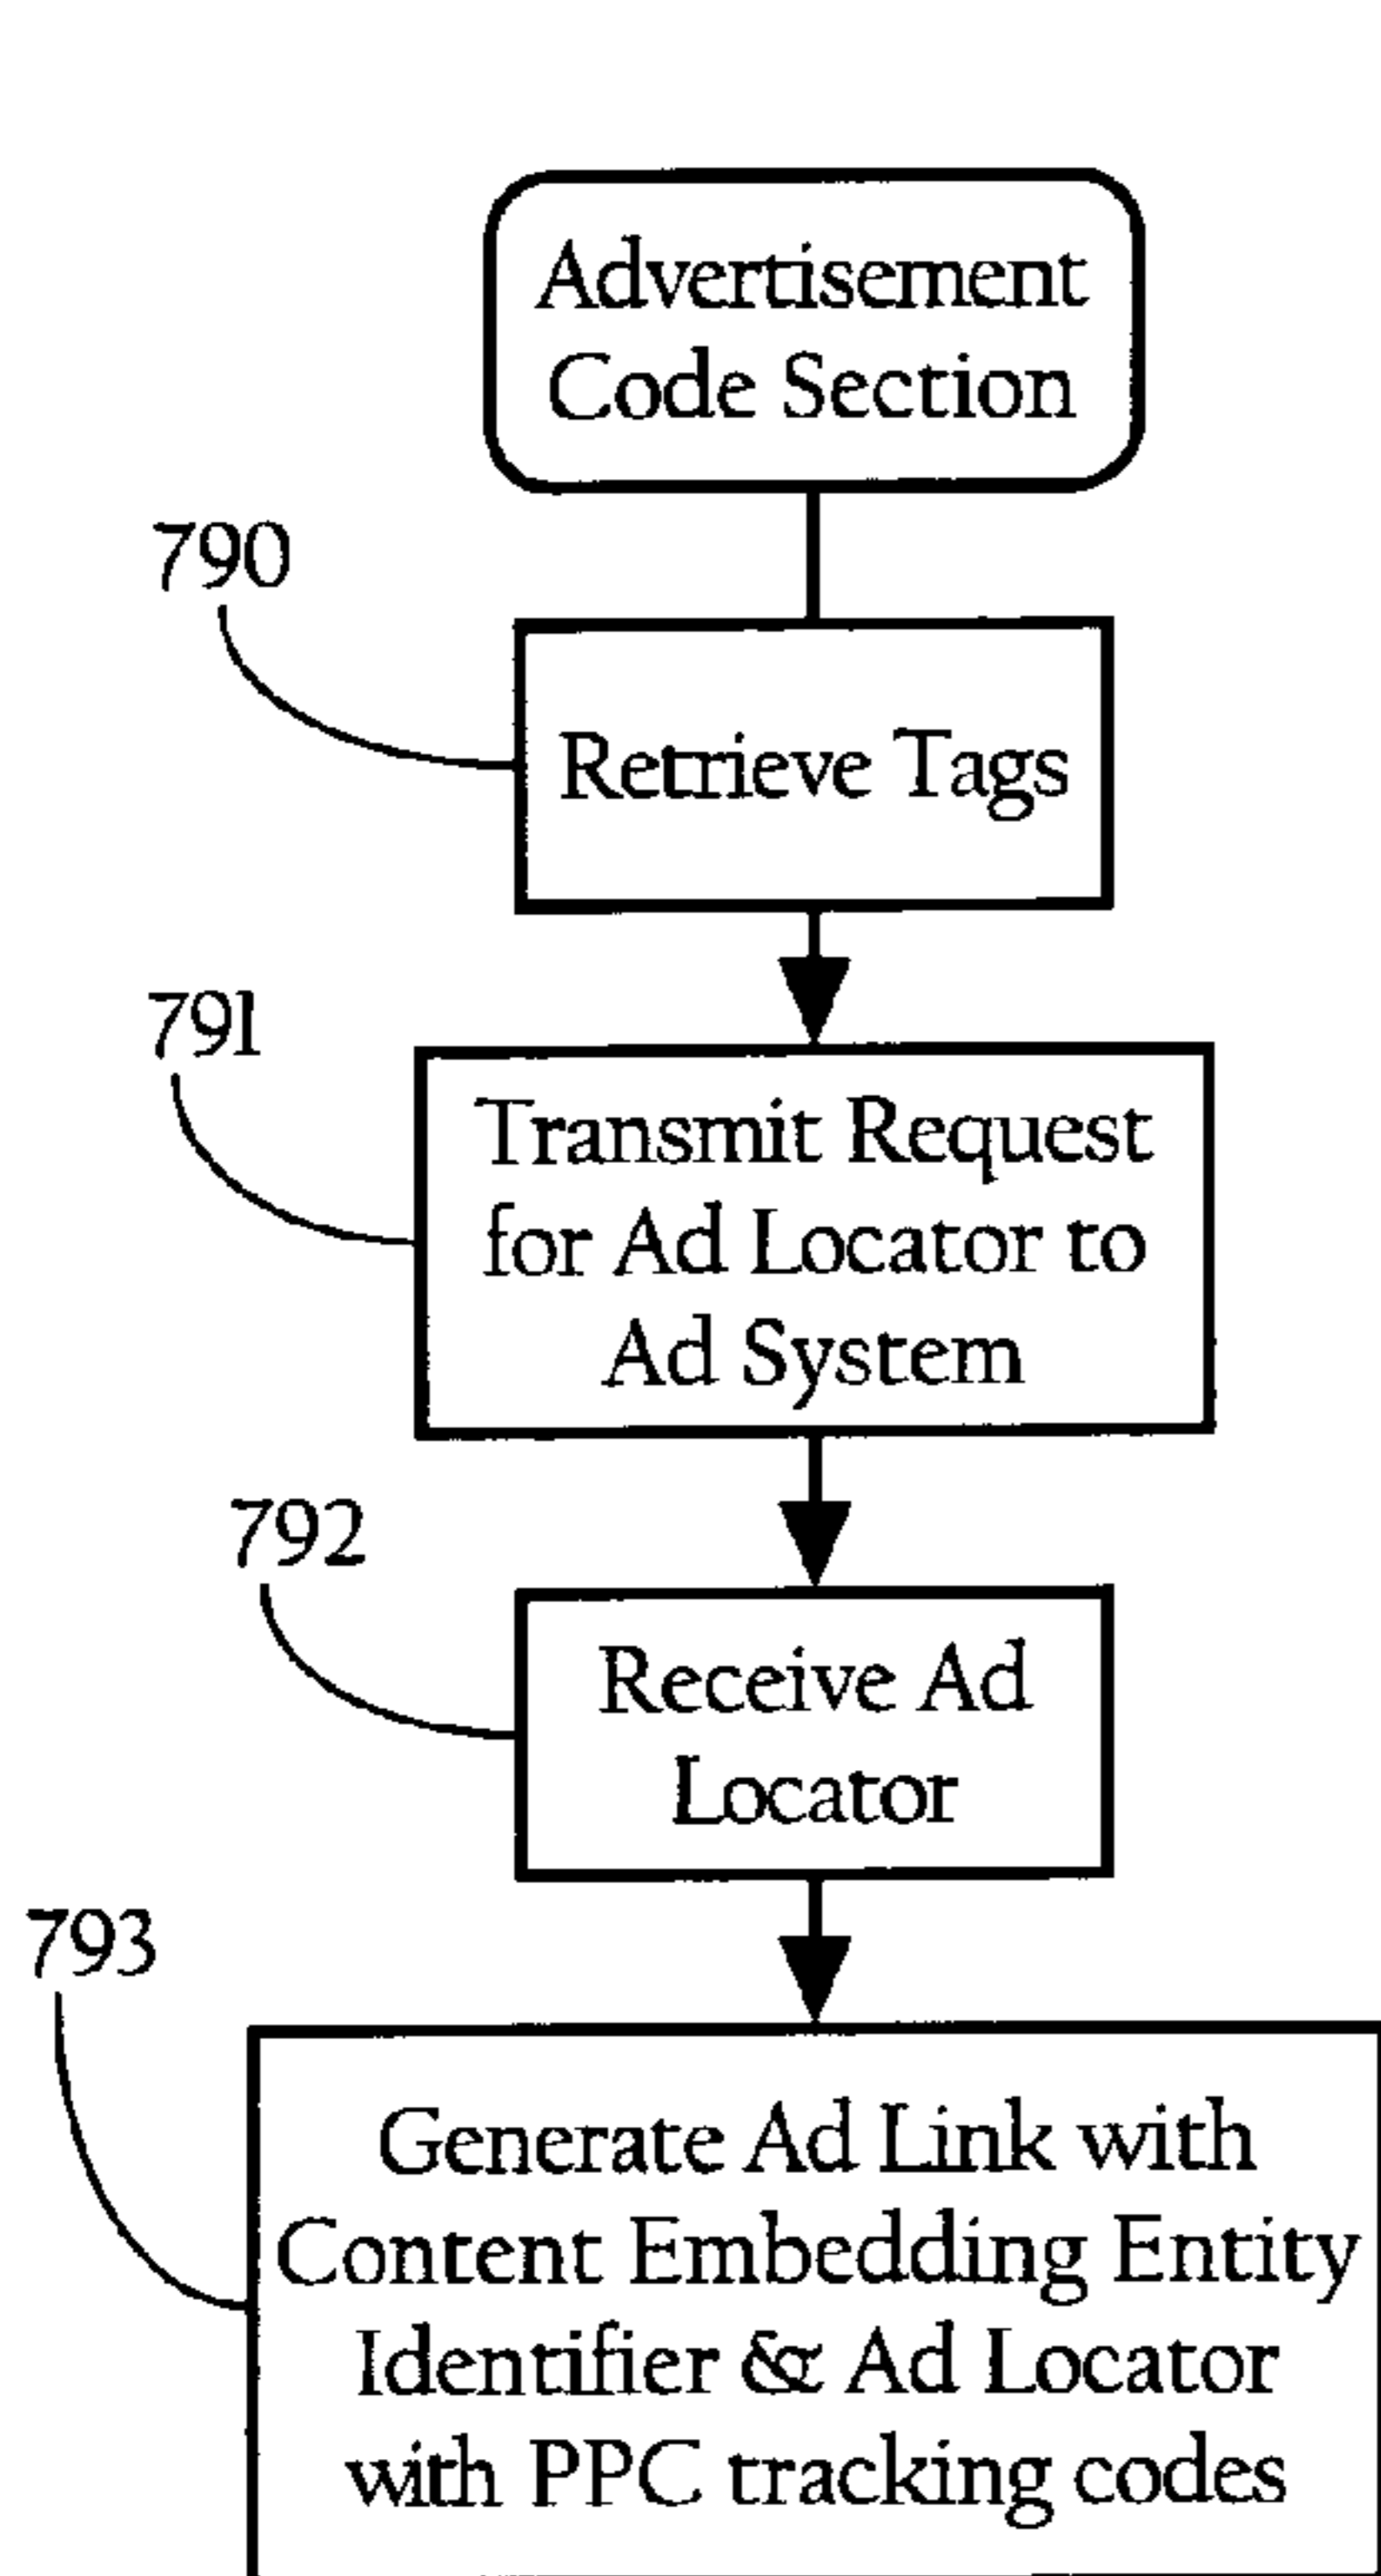 Advertisement
Code Section
790
Retrieve Tags
791
Transmit Request
for Ad Locator to
Ad System
792
Receive Ad
Locator
793
Generate Ad Link with
Content Embedding Entity
Identifier & Ad Locator
with PPC tracking codes